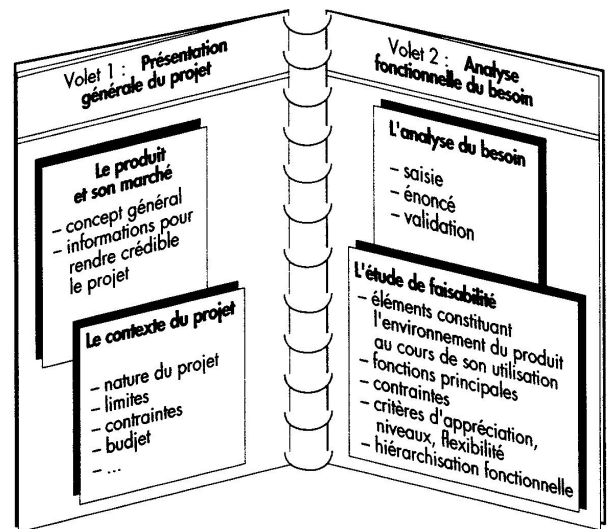 Volet 1 : Présentation
générale du projet
Le produit
et son marché
– concept général
– informations pour
rendre crédible
le projet
Le contexte du projet
– nature du projet
– limites
– contraintes
– budjet
– ...
Volet 2 : Analyse
fonctionnelle du besoin
L'analyse du besoin
– saisie
– énoncé
– validation
L'étude de faisabilité
– éléments constituant
l'environnement du produit
au cours de son utilisation
– fonctions principales
– contraintes
– critères d'appréciation,
niveaux, flexibilité
– hiérarchisation fonctionnelle